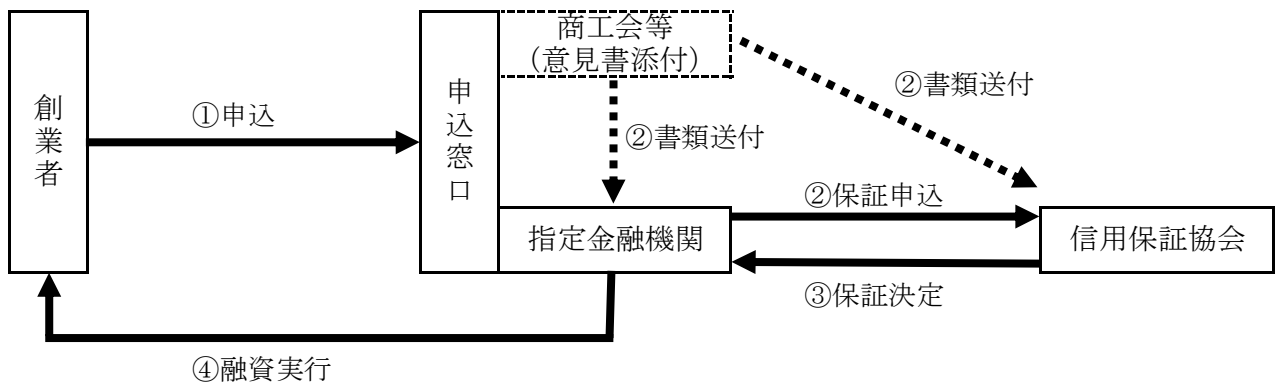 商工会等
（意見書添付）
②書類送付
創業者
①申込
申込窓口
②書類送付
②保証申込
指定金融機関
信用保証協会
③保証決定
④融資実行